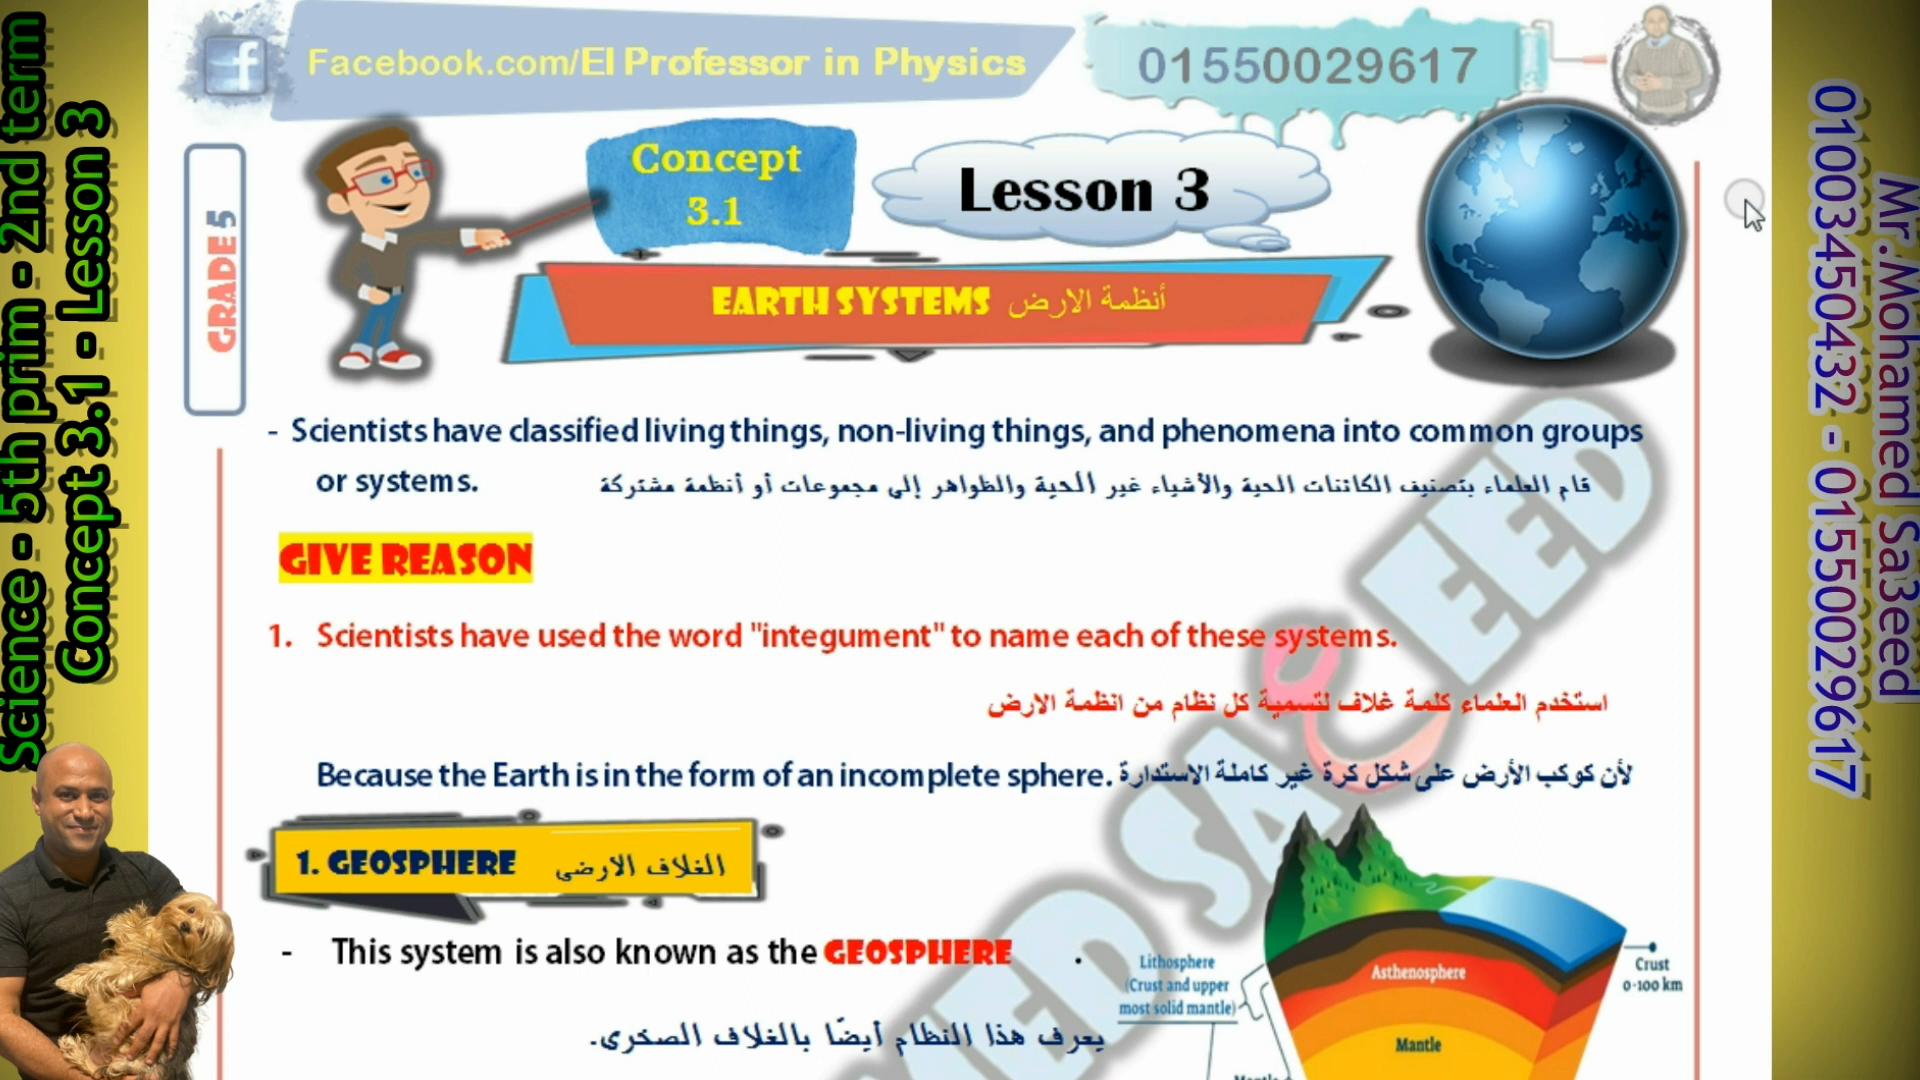 Facebook.com/El Professor in Physics
01550029617
Concept
3.1
Lesson 3
GRADE 5
EARTH SYSTEMS أنظمة الارض
- Scientists have classified living things, non-living things, and phenomena into common groups
or systems. قام العلماء بتصنيف الكائنات الحية والأشياء غير الحية والظواهر إلى مجموعات أو أنظمة مشتركة
GIVE REASON
1. Scientists have used the word "integument" to name each of these systems.
استخدم العلماء كلمة غلاف لتسمية كل نظام من انظمة الارض
Because the Earth is in the form of an incomplete sphere. لأن كوكب الأرض على شكل كرة غير كاملة الاستدارة
1. GEOSPHERE الغلاف الارضى
- This system is also known as the GEOSPHERE .
يعرف هذا النظام أيضًا بالغلاف الصخرى.
Lithosphere
(Crust and upper
most solid mantle)
Asthenosphere
Crust
0-100 km
Mantle
Mantle
Science - 5th prim - 2nd term
Concept 3.1 - Lesson 3
Mr.Mohamed Sa3eed
01003450432 - 01550029617